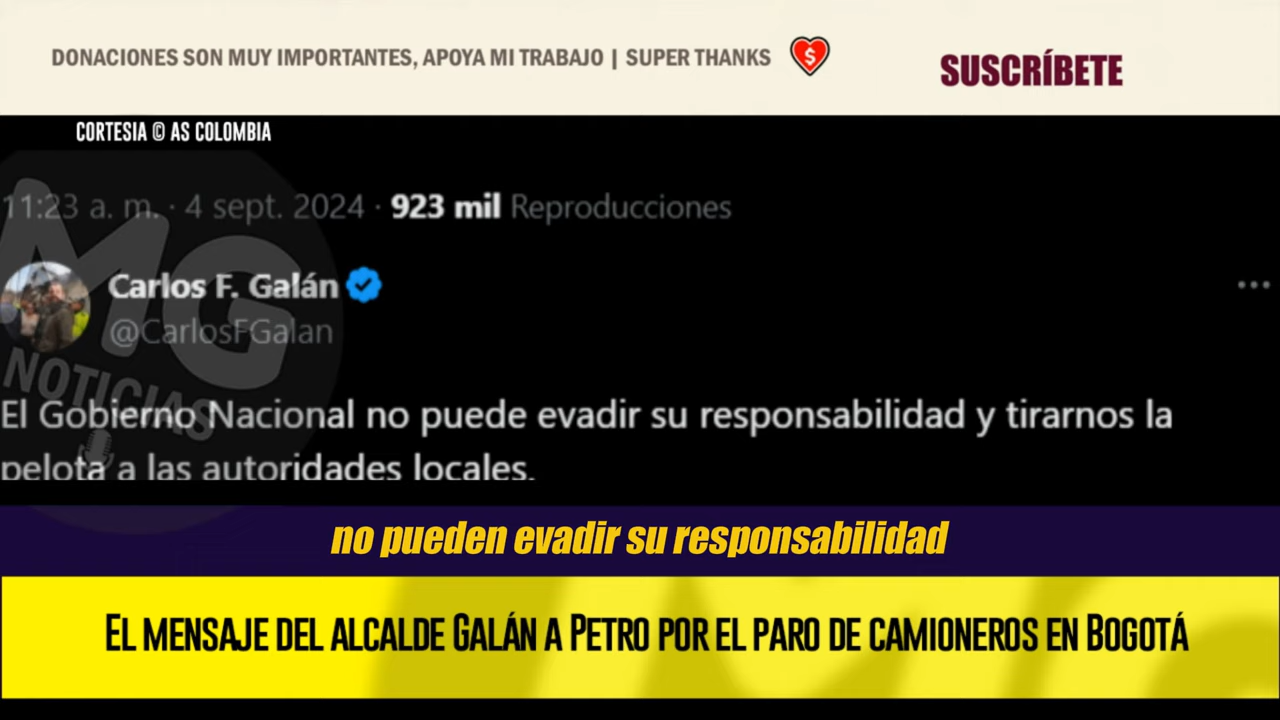 DONACIONES SON MUY IMPORTANTES, APOYA MI TRABAJO | SUPER THANKS $
SUSCRÍBETE
CORTESIA © AS COLOMBIA
11:23 a. m. · 4 sept. 2024 · 923 mil Reproducciones
Carlos F. Galán
@CarlosFGalan
MG
NOTICIAS
El Gobierno Nacional no puede evadir su responsabilidad y tirarnos la
pelota a las autoridades locales.
no pueden evadir su responsabilidad
EL MENSAJE DEL ALCALDE GALÁN A PETRO POR EL PARO DE CAMIONEROS EN BOGOTÁ